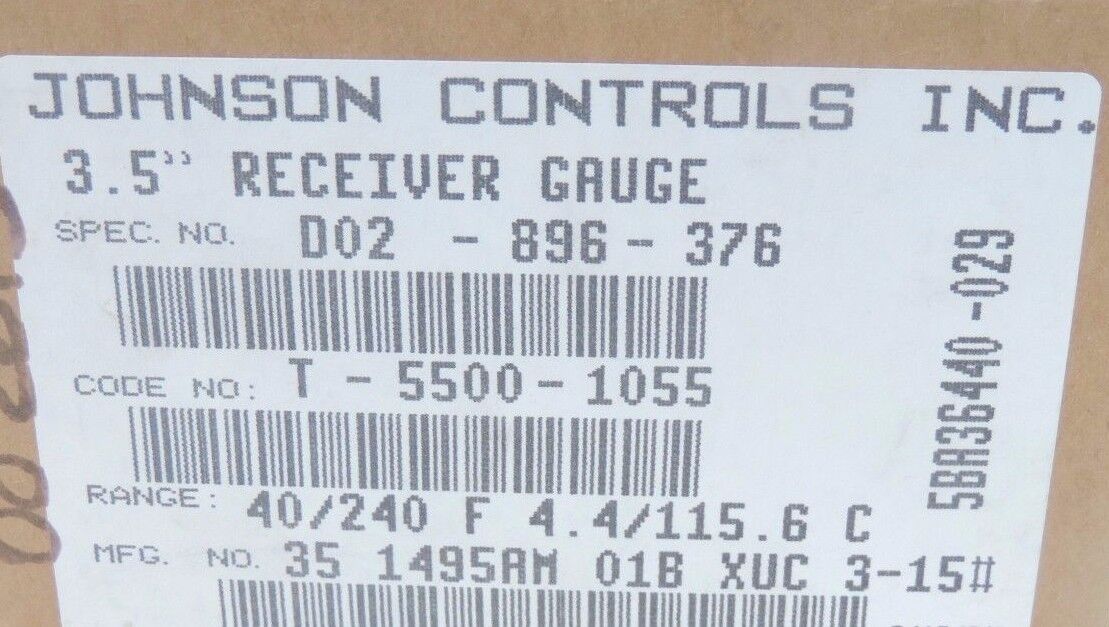 JOHNSON CONTROLS INC.
3.5" RECEIVER GAUGE
SPEC. NO. D02 - 896 - 376
CODE NO: T - 5500 - 1055
RANGE: 40/240 F 4.4/115.6 C
MFG. NO. 35 1495AM 01B XUC 3-15#
5BA36440-029